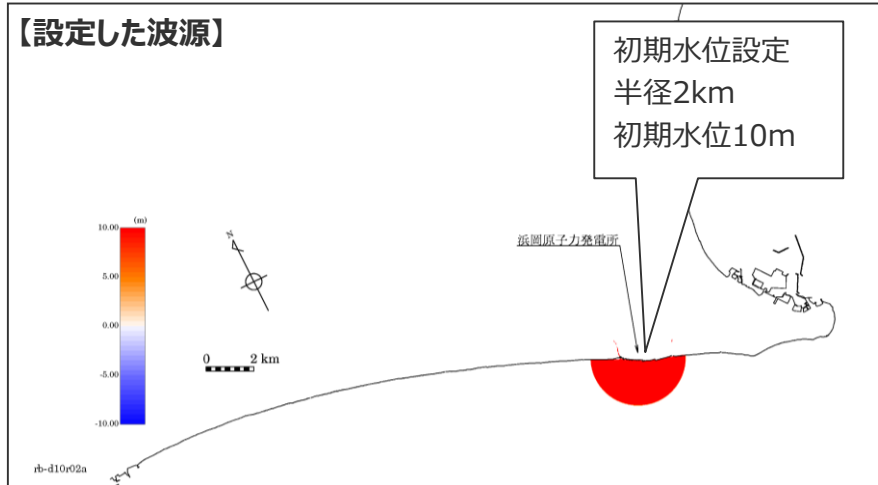 【設定した波源】
初期水位設定
半径2km
初期水位10m
(m)
10.00
5.00
0.00
-5.00
-10.00
N
浜岡原子力発電所
0 2 km
rb-d10r02a